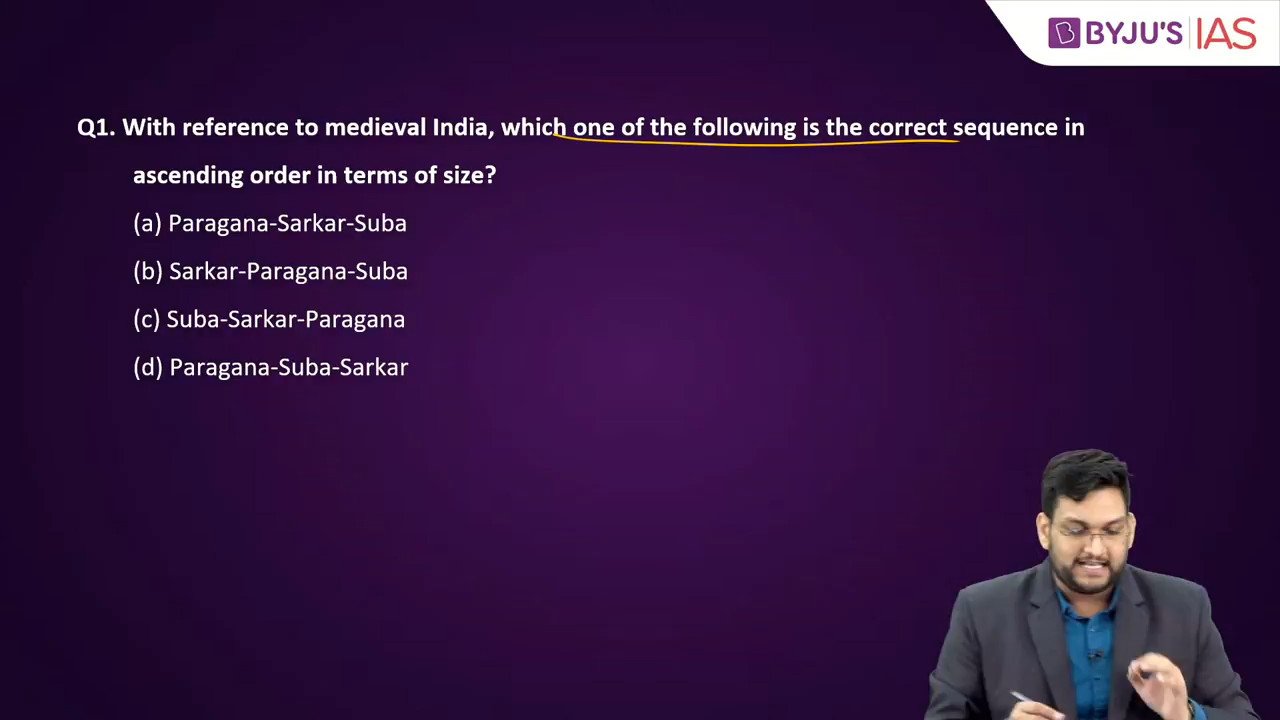 BYJU'S IAS
Q1. With reference to medieval India, which one of the following is the correct sequence in
ascending order in terms of size?
(a) Paragana-Sarkar-Suba
(b) Sarkar-Paragana-Suba
(c) Suba-Sarkar-Paragana
(d) Paragana-Suba-Sarkar